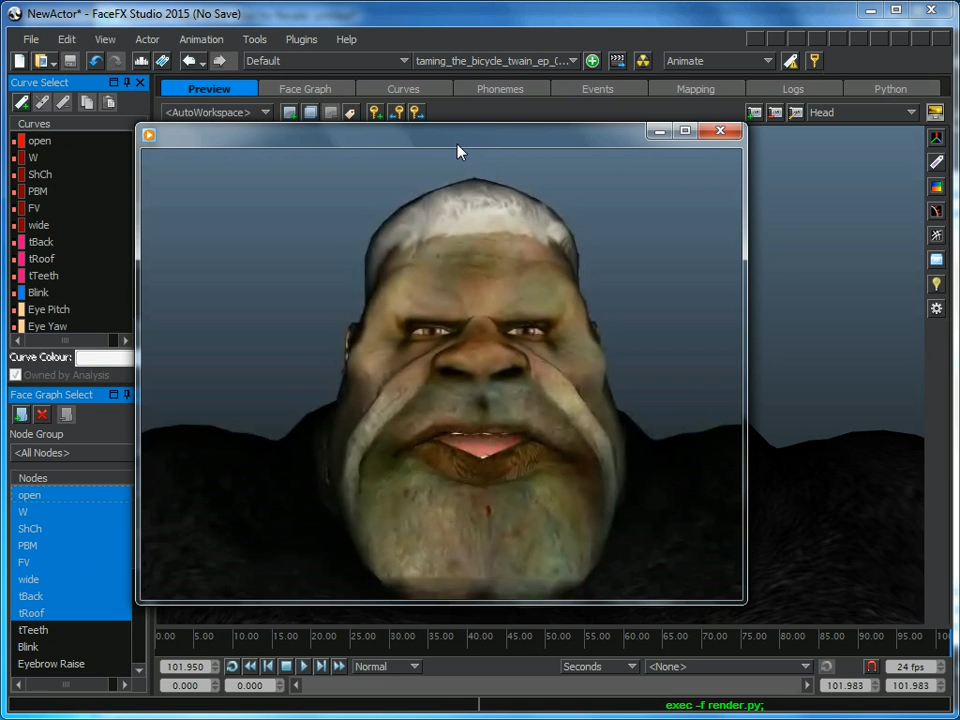 NewActor* - FaceFX Studio 2015 (No Save)
File Edit View Actor Animation Tools Plugins Help
Default taming_the_bicycle_twain_ep_(... Animate
Curve Select
Preview Face Graph Curves Phonemes Events Mapping Logs Python
<AutoWorkspace> Head
Curves
open
W
ShCh
PBM
FV
wide
tBack
tRoof
tTeeth
Blink
Eye Pitch
Eye Yaw
Curve Colour:
Owned by Analysis
Face Graph Select
Node Group
<All Nodes>
Nodes
open
W
ShCh
PBM
FV
wide
tBack
tRoof
tTeeth
Blink
Eyebrow Raise
0.00 5.00 10.00 15.00 20.00 25.00 30.00 35.00 40.00 45.00 50.00 55.00 60.00 65.00 70.00 75.00 80.00 85.00 90.00 95.00 10
101.950 Normal Seconds <None> 24 fps
0.000 0.000 101.983 101.983
exec -f render.py;